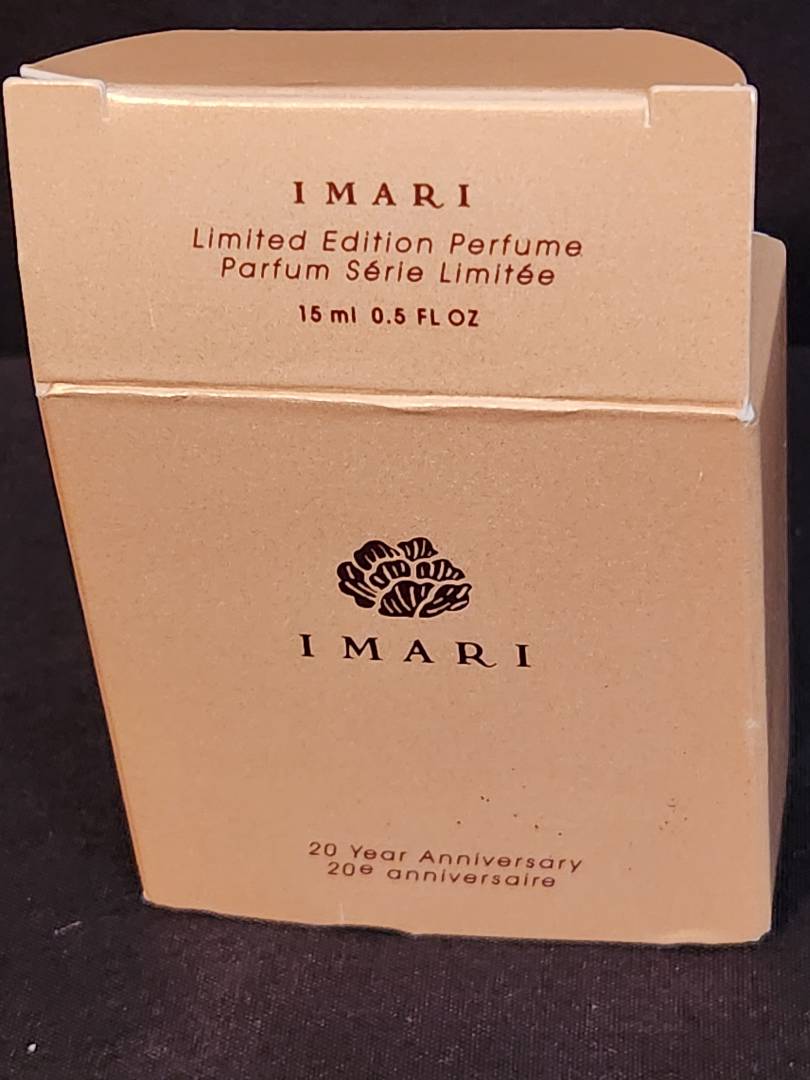 IMARI
Limited Edition Perfume
Parfum Série Limitée
15 ml 0.5 FL OZ
IMARI
20 Year Anniversary
20e anniversaire